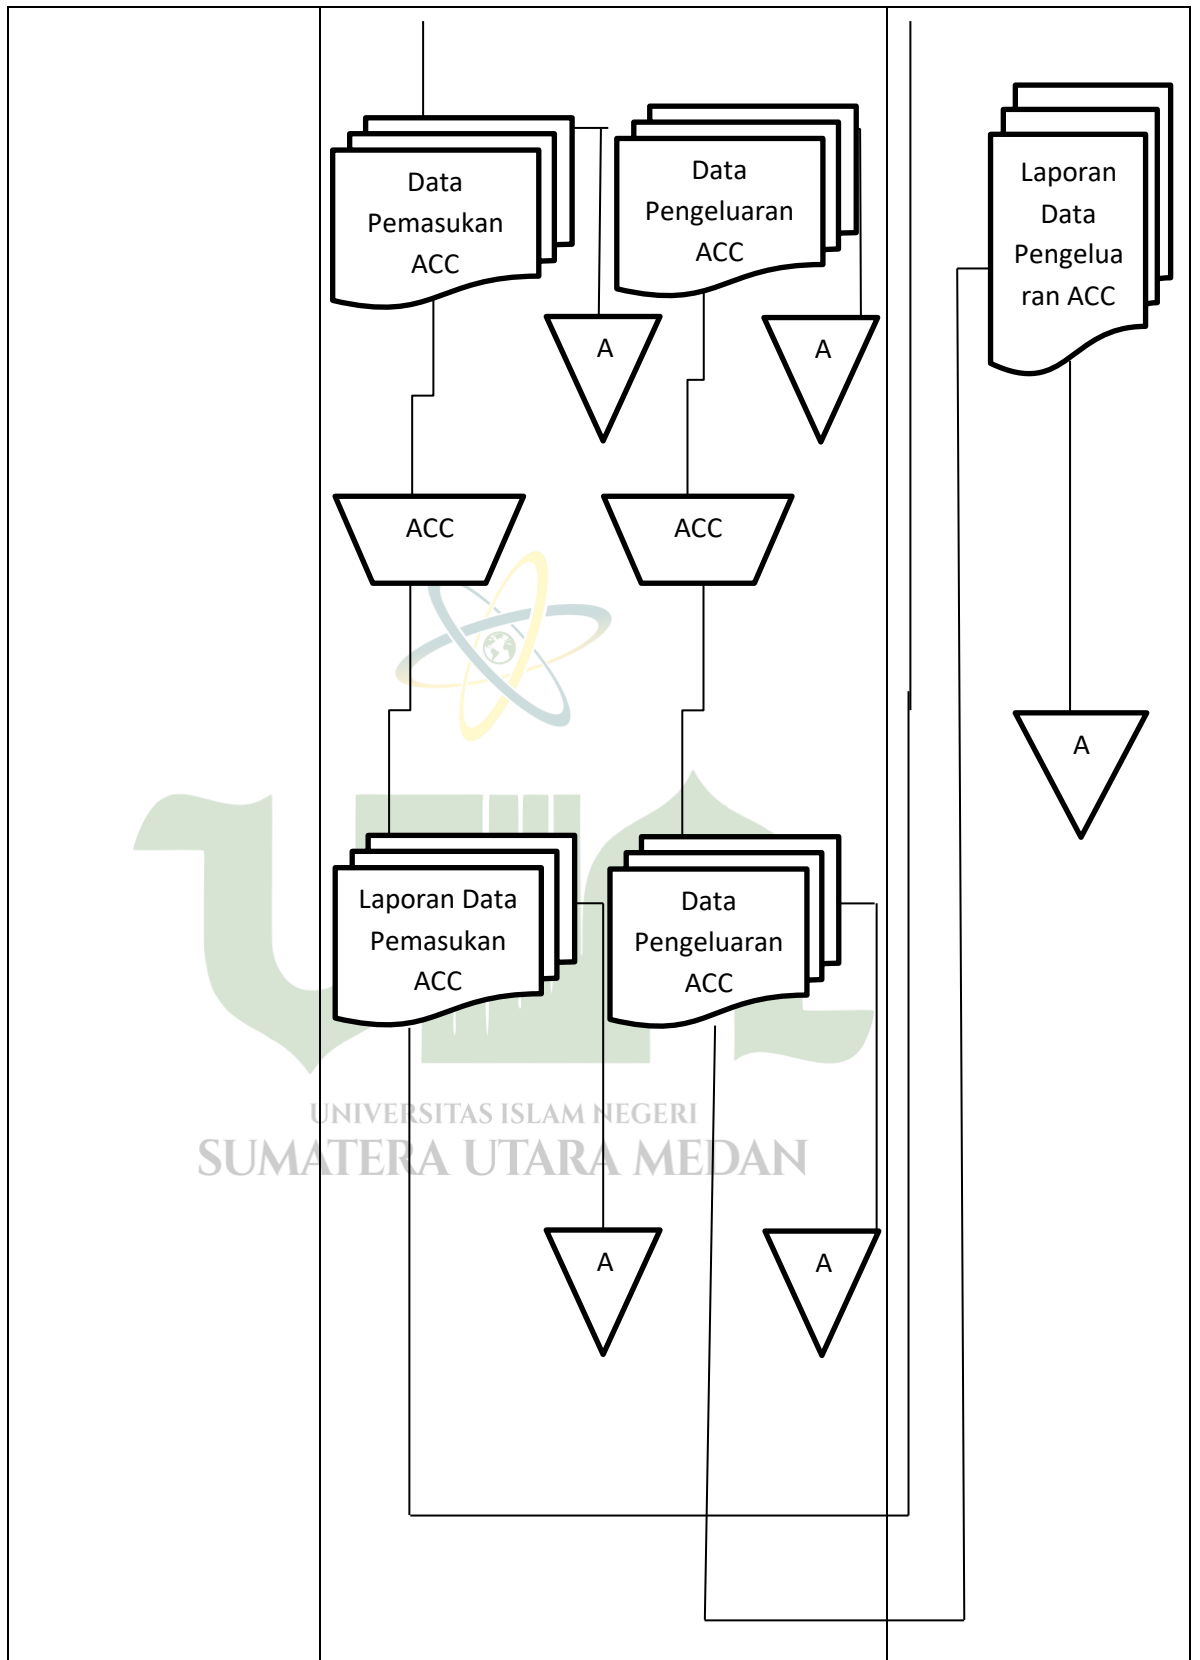 Data
Pemasukan
ACC
Data
Pengeluaran
ACC
Laporan
Data
Pengelua
ran ACC
A
A
ACC
ACC
A
Laporan Data
Pemasukan
ACC
Data
Pengeluaran
ACC
UNIVERSITAS ISLAM NEGERI
SUMATERA UTARA MEDAN
A
A